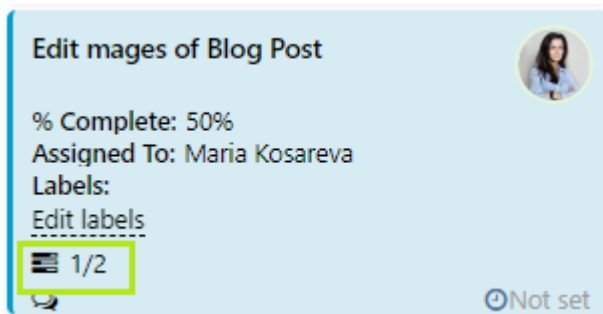 Edit mages of Blog Post
% Complete: 50%
Assigned To: Maria Kosareva
Labels:
Edit labels
1/2
Not set